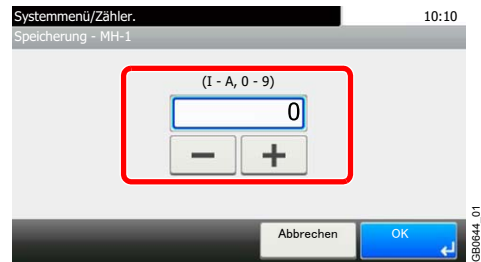 Systemmenü/Zähler. 10:10
Speicherung - MH-1
(I - A, 0 - 9)
0
Abbrechen OK
GB0644_01